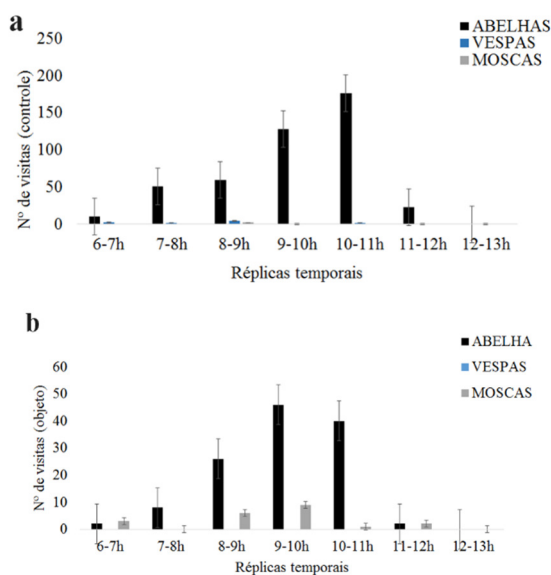 a
ABELHAS
VESPAS
MOSCAS
Nº de visitas (controle)
250
200
150
100
50
0
6-7h 7-8h 8-9h 9-10h 10-11h 11-12h 12-13h
Réplicas temporais
b
ABELHA
VESPAS
MOSCAS
Nº de visitas (objeto)
60
50
40
30
20
10
0
6-7h 7-8h 8-9h 9-10h 10-11h 11-12h 12-13h
Réplicas temporais